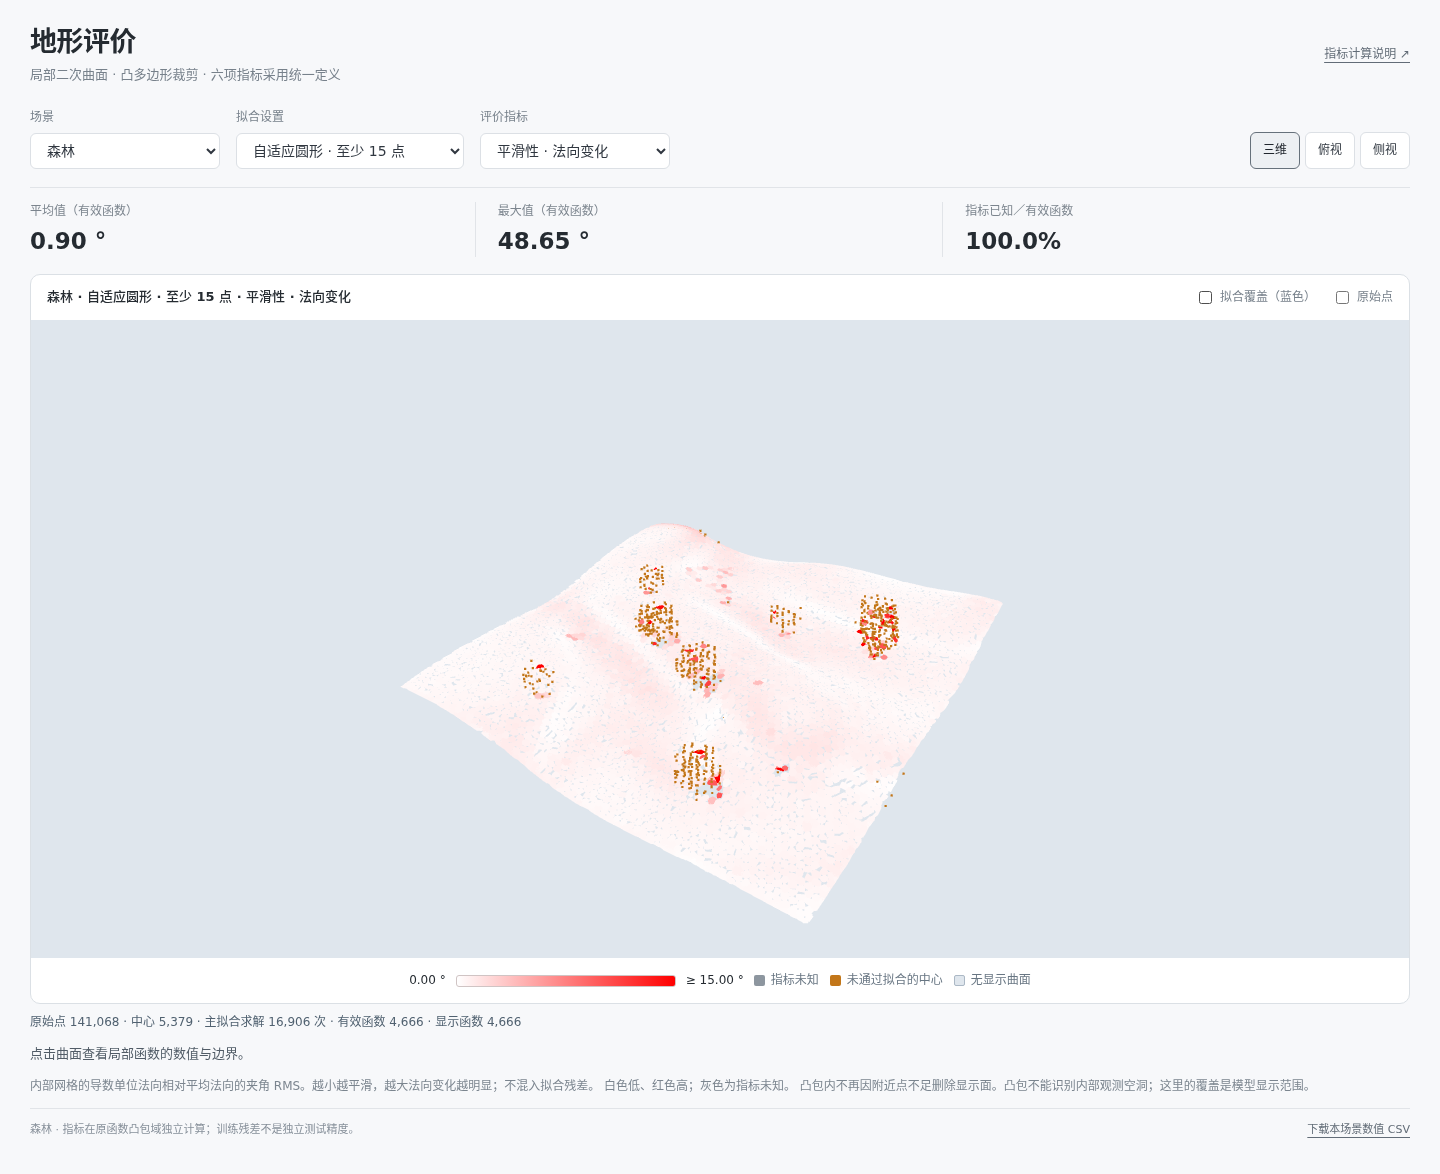 地形评价
局部二次曲面 · 凸多边形裁剪 · 六项指标采用统一定义
指标计算说明 ↗
场景
拟合设置
评价指标
森林
自适应圆形 · 至少 15 点
平滑性 · 法向变化
三维
俯视
侧视
平均值（有效函数）
最大值（有效函数）
指标已知／有效函数
0.90 °
48.65 °
100.0%
森林 · 自适应圆形 · 至少 15 点 · 平滑性 · 法向变化
拟合覆盖（蓝色）
原始点
0.00 °
≥ 15.00 °
指标未知
未通过拟合的中心
无显示曲面
原始点 141,068 · 中心 5,379 · 主拟合求解 16,906 次 · 有效函数 4,666 · 显示函数 4,666
点击曲面查看局部函数的数值与边界。
内部网格的导数单位法向相对平均法向的夹角 RMS。越小越平滑，越大法向变化越明显；不混入拟合残差。 白色低、红色高；灰色为指标未知。 凸包内不再因附近点不足删除显示面。凸包不能识别内部观测空洞；这里的覆盖是模型显示范围。
森林 · 指标在原函数凸包域独立计算；训练残差不是独立测试精度。
下载本场景数值 CSV